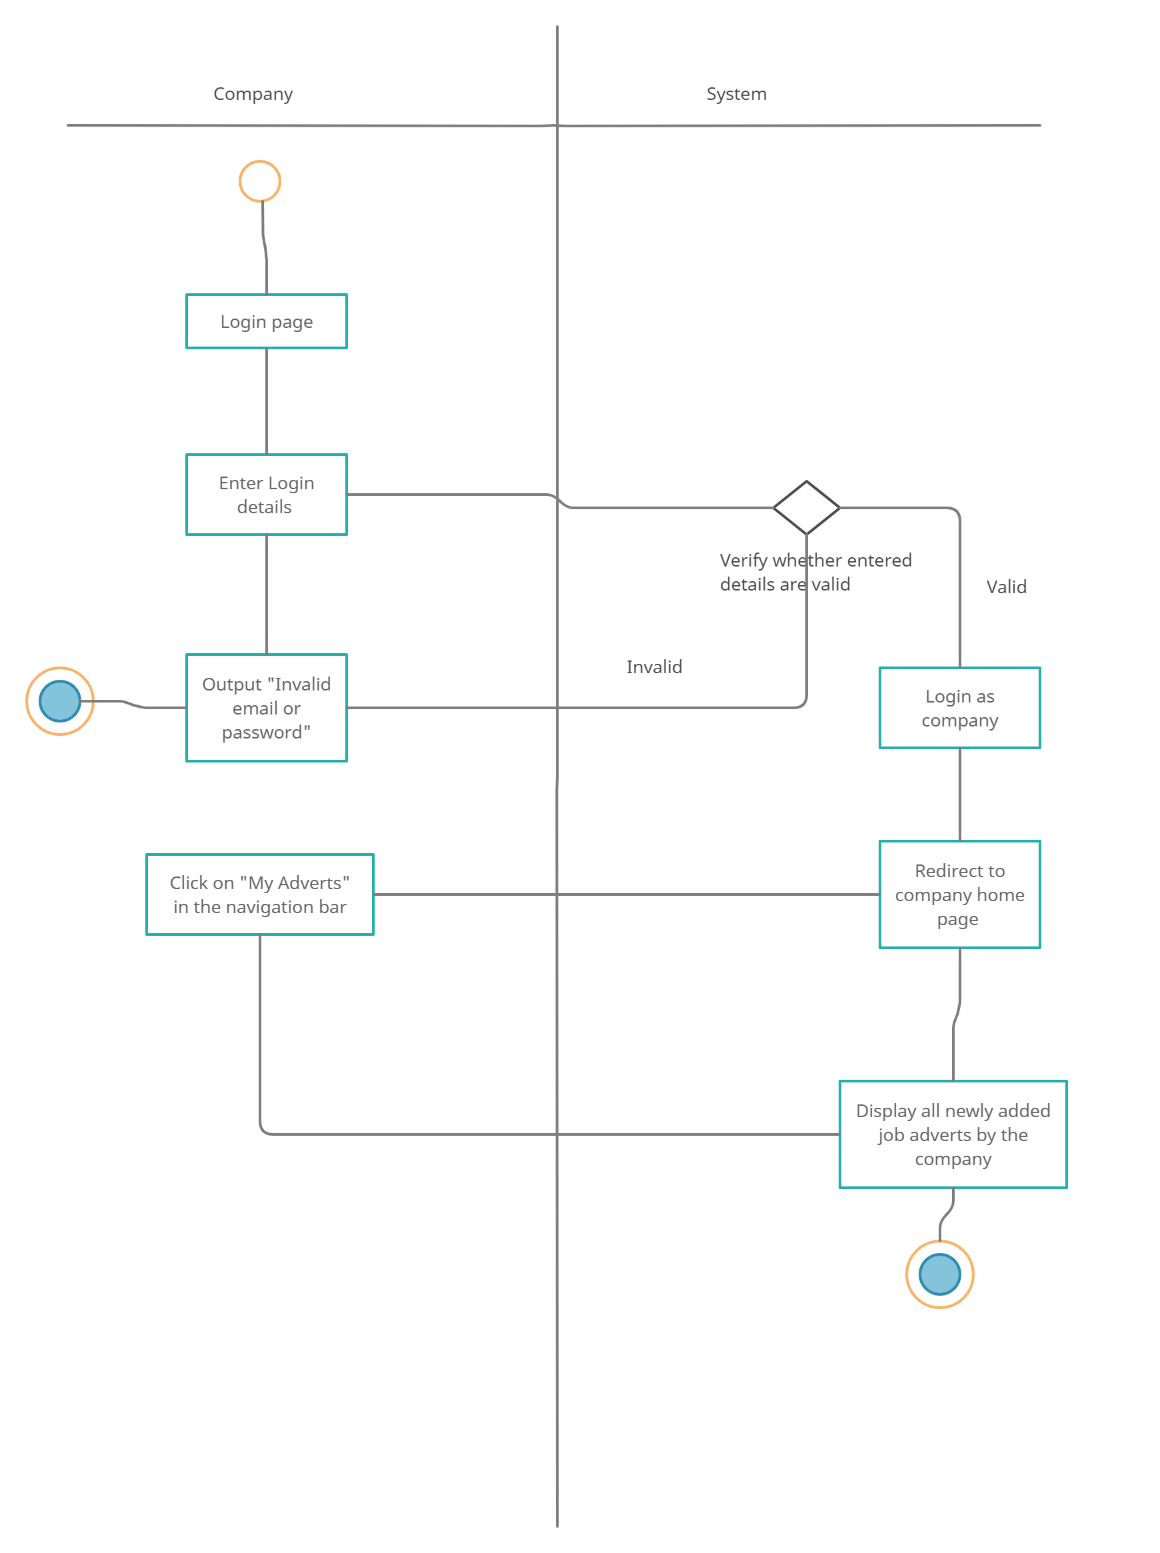 Company
System
Login page
Enter Login
details
Verify whether entered
details are valid
Valid
Invalid
Output "Invalid
email or
password"
Login as
company
Click on "My Adverts"
in the navigation bar
Redirect to
company home
page
Display all newly added
job adverts by the
company